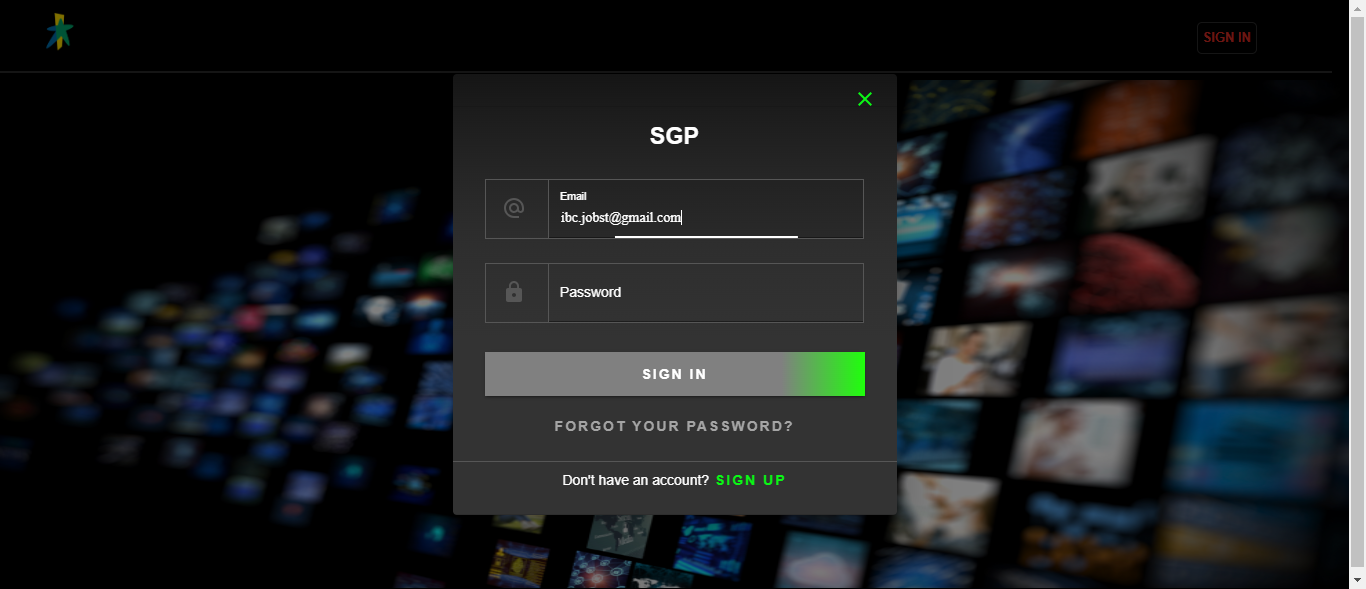 SIGN IN
SGP
Email
ibc.jobst@gmail.com
Password
SIGN IN
FORGOT YOUR PASSWORD?
Don't have an account? SIGN UP